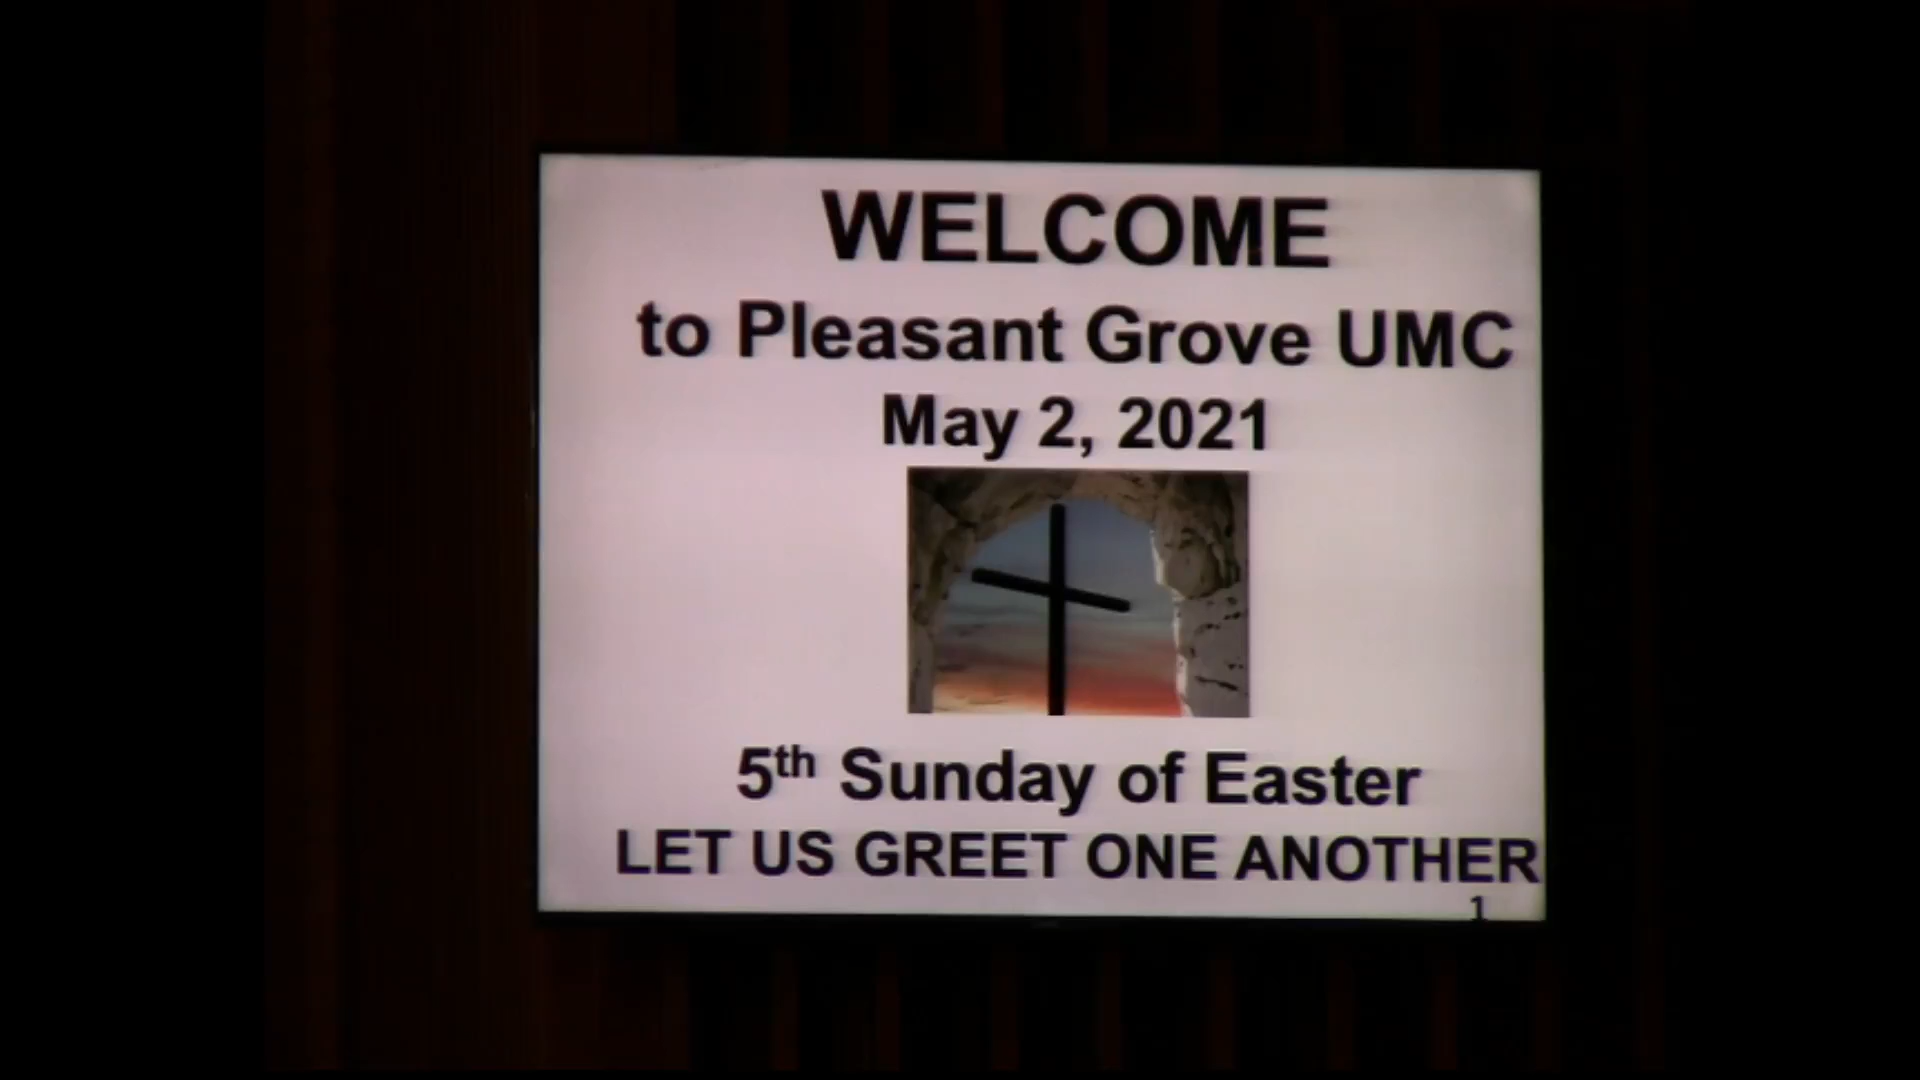 WELCOME
to Pleasant Grove UMC
May 2, 2021
5th Sunday of Easter
LET US GREET ONE ANOTHER
1